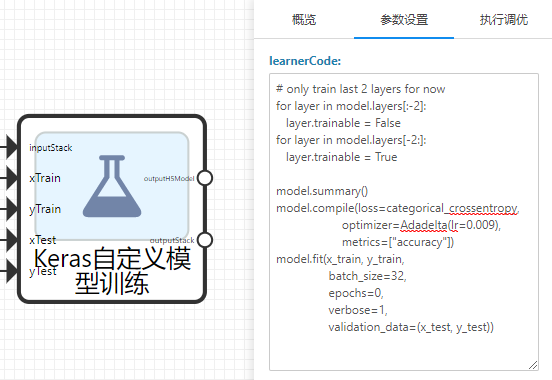 概览 参数设置 执行调优
learnerCode:
# only train last 2 layers for now
for layer in model.layers[:-2]:
layer.trainable = False
for layer in model.layers[-2:]:
layer.trainable = True
model.summary()
model.compile(loss=categorical_crossentropy,
optimizer=Adadelta(lr=0.009),
metrics=["accuracy"])
model.fit(x_train, y_train,
batch_size=32,
epochs=0,
verbose=1,
validation_data=(x_test, y_test))
inputStack
xTrain
outputH5Model
yTrain
xTest
outputStack
yTest
Keras自定义模
型训练